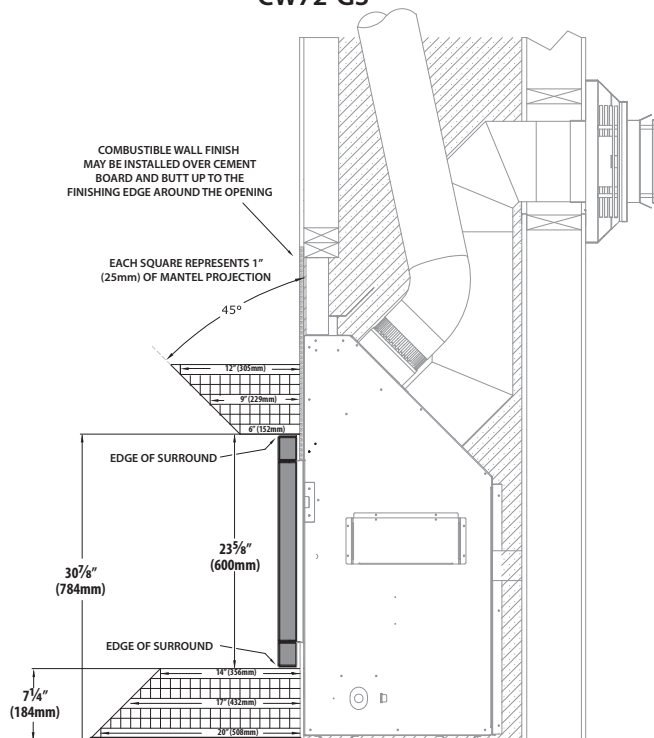 CW72-G5
COMBUSTIBLE WALL FINISH
MAY BE INSTALLED OVER CEMENT
BOARD AND BUTT UP TO THE
FINISHING EDGE AROUND THE OPENING
EACH SQUARE REPRESENTS 1"
(25mm) OF MANTEL PROJECTION
45°
12"(305mm)
9"(229mm)
6"(152mm)
EDGE OF SURROUND
23⅝"
(600mm)
30⅞"
(784mm)
EDGE OF SURROUND
14"(356mm)
17"(432mm)
20"(508mm)
7¼"
(184mm)